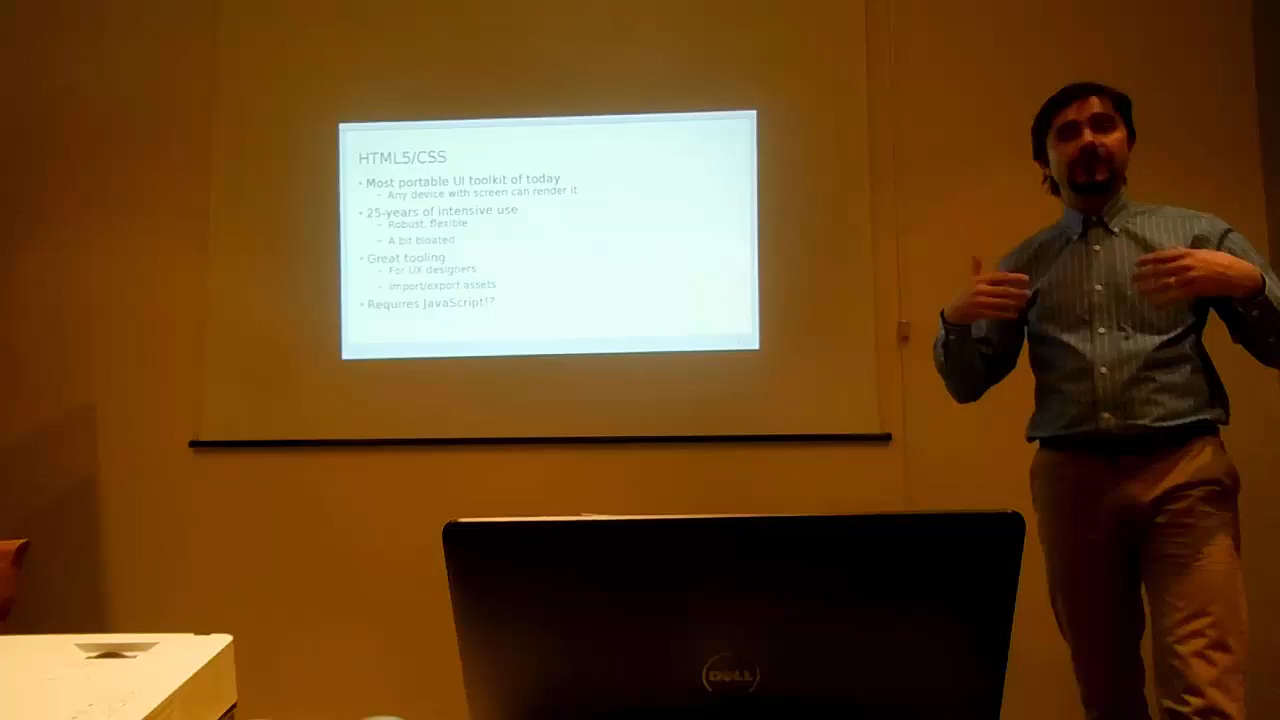 HTML5/CSS
Most portable UI toolkit of today
- Any device with screen can render it
25-years of intensive use
- Robust, flexible
- A bit bloated
Great tooling
- For UX designers
- Import/export assets
Requires JavaScript!?
DELL